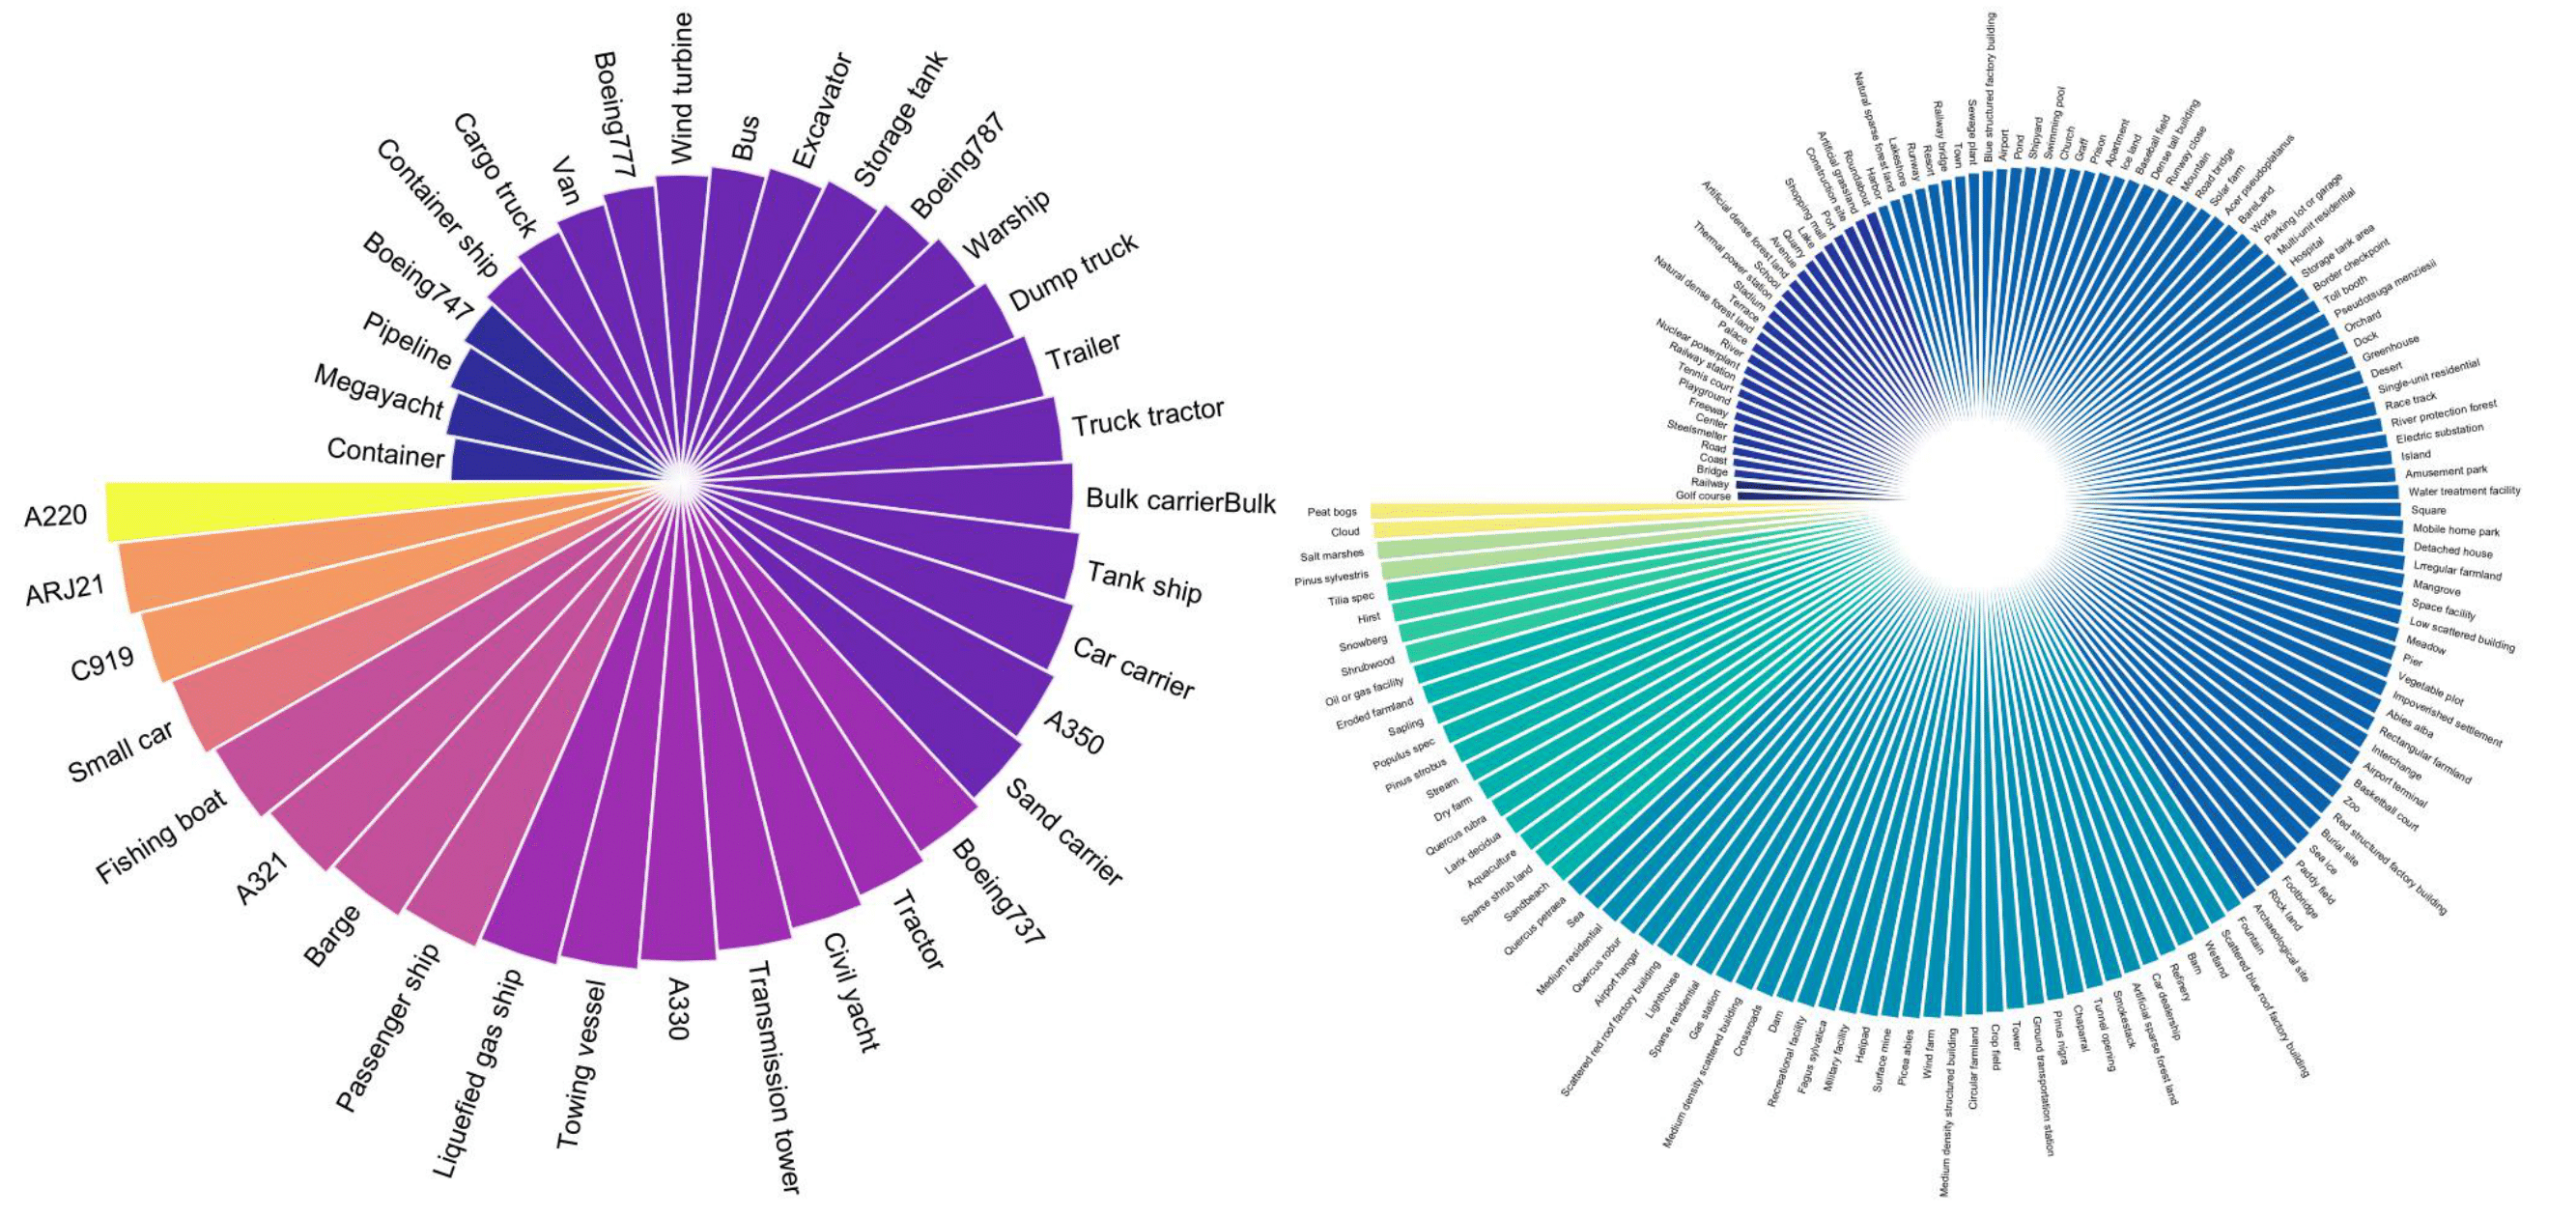 Wind turbine
Bus
Excavator
Storage tank
Boeing787
Warship
Dump truck
Trailer
Truck tractor
Bulk carrierBulk
Tank ship
Car carrier
A350
Sand carrier
Boeing737
Tractor
Civil yacht
Transmission tower
A330
Towing vessel
Liquefied gas ship
Passenger ship
Barge
A321
Fishing boat
Small car
C919
ARJ21
A220
Container
Megayacht
Pipeline
Boeing747
Container ship
Cargo truck
Van
Boeing777
Blue structured factory building
Airport
Pond
Shipyard
Swimming pool
Church
Graff
Prison
Apartment
Ice land
Baseball field
Dense tall building
Runway close
Mountain
Road bridge
Solar farm
Acer pseudoplatanus
BareLand
Works
Parking lot or garage
Multi-unit residential
Hospital
Storage tank area
Border checkpoint
Toll booth
Pseudotsuga menziesii
Orchard
Dock
Greenhouse
Desert
Single-unit residential
Race track
River protection forest
Electric substation
Island
Amusement park
Water treatment facility
Square
Mobile home park
Detached house
Lrregular farmland
Mangrove
Space facility
Low scattered building
Meadow
Pier
Vegetable plot
Impoverished settlement
Abies alba
Rectangular farmland
Interchange
Airport terminal
Basketball court
Zoo
Red structured factory building
Burial site
Sea ice
Paddy field
Footbridge
Rock land
Archaeological site
Fountain
Scattered blue roof factory building
Wetland
Barn
Refinery
Car dealership
Artificial sparse forest land
Smokestack
Tunnel opening
Chaparral
Pinus nigra
Ground transportation station
Tower
Crop field
Circular farmland
Medium density structured building
Wind farm
Picea abies
Surface mine
Helipad
Military facility
Fagus sylvatica
Recreational facility
Dam
Crossroads
Medium density scattered building
Gas station
Sparse residential
Lighthouse
Scattered red roof factory building
Airport hangar
Quercus robur
Medium residential
Sea
Quercus petraea
Sandbeach
Sparse shrub land
Aquaculture
Larix decidua
Quercus rubra
Dry farm
Stream
Pinus strobus
Populus spec
Sapling
Eroded farmland
Oil or gas facility
Shrubwood
Snowberg
Hirst
Tilia spec
Pinus sylvestris
Salt marshes
Cloud
Peat bogs
Golf course
Railway
Bridge
Coast
Road
Steelsmelter
Center
Freeway
Playground
Tennis court
Railway station
Nuclear powerplant
River
Palace
Natural dense forest land
Terrace
Stadium
Thermal power station
School
Artificial dense forest land
Avenue
Quarry
Lake
Shopping mall
Port
Construction site
Artificial grassland
Roundabout
Harbor
Natural sparse forest land
Lakeshore
Runway
Resort
Railway bridge
Town
Sewage plant